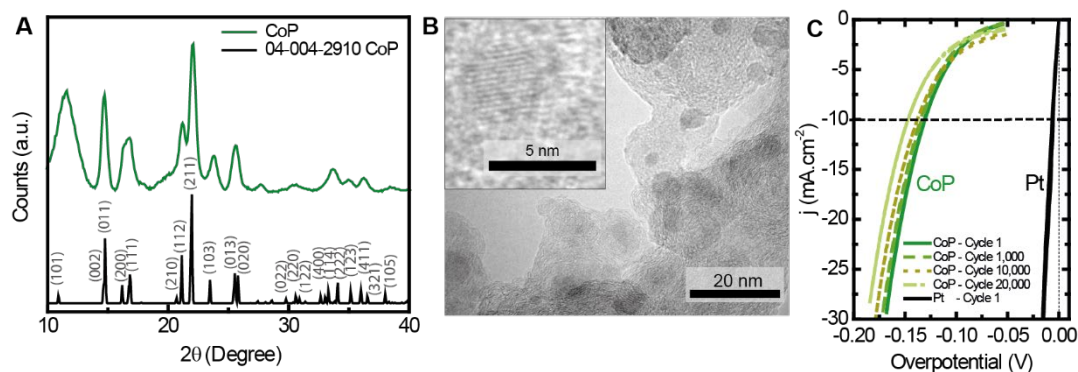 A
CoP
04-004-2910 CoP
Counts (a.u.)
(101)
(002)
(011)
(200)
(111)
(210)
(112)
(211)
(103)
(013)
(020)
(022)
(220)
(122)
(400)
(114)
(222)
(123)
(411)
(321)
(105)
10
20
30
40
2θ (Degree)
B
5 nm
20 nm
C
0
-5
-10
-15
-20
-25
-30
j (mA.cm⁻²)
CoP
Pt
CoP - Cycle 1
CoP - Cycle 1,000
CoP - Cycle 10,000
CoP - Cycle 20,000
Pt - Cycle 1
-0.20
-0.15
-0.10
-0.05
0.00
Overpotential (V)